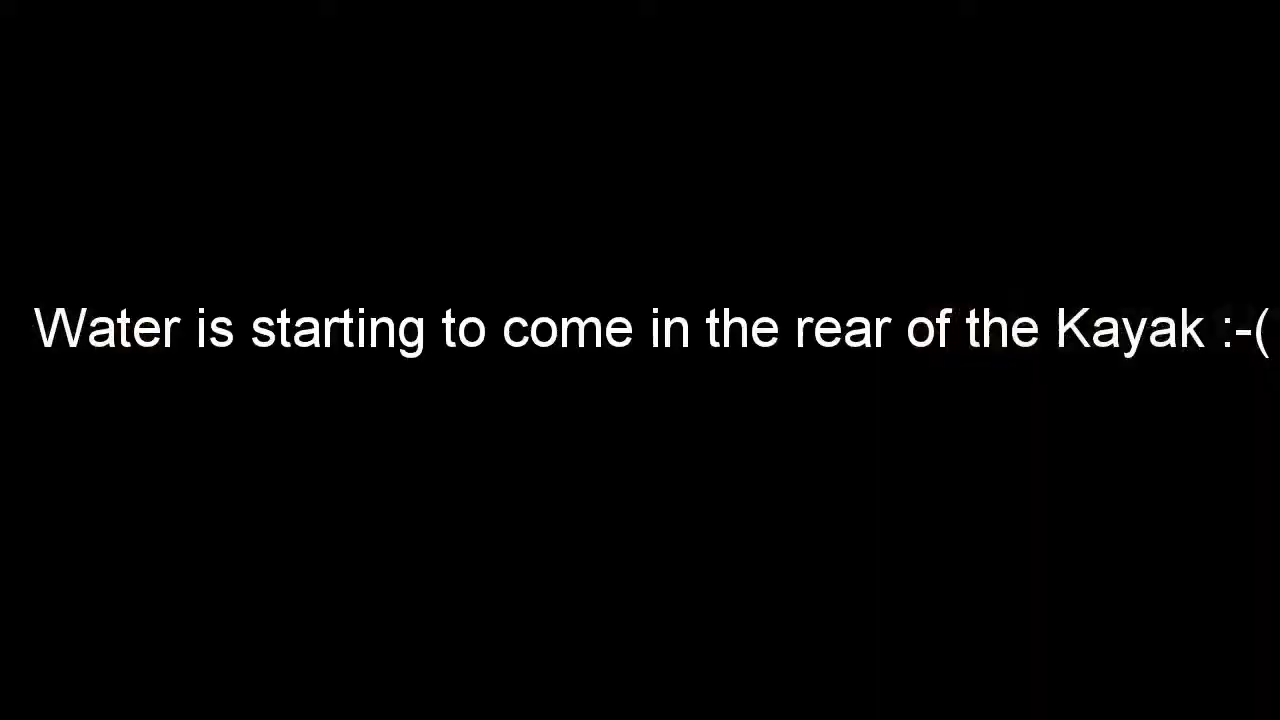 Water is starting to come in the rear of the Kayak :-(